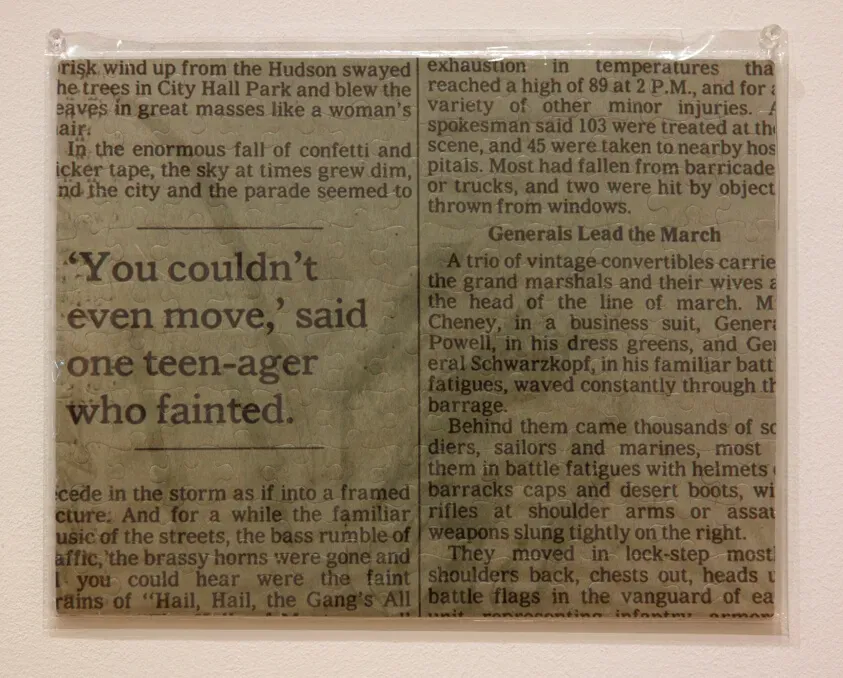 risk wind up from the Hudson swayed
he trees in City Hall Park and blew the
eaves in great masses like a woman's
air.
In the enormous fall of confetti and
icker tape, the sky at times grew dim,
nd the city and the parade seemed to
‘You couldn't
even move,’ said
one teen-ager
who fainted.
cede in the storm as if into a framed
cture. And for a while the familiar
usic of the streets, the bass rumble of
affic, the brassy horns were gone and
l you could hear were the faint
rains of “Hail, Hail, the Gang's All
exhaustion in temperatures tha
reached a high of 89 at 2 P.M., and for a
variety of other minor injuries. A
spokesman said 103 were treated at the
scene, and 45 were taken to nearby hos
pitals. Most had fallen from barricade
or trucks, and two were hit by object
thrown from windows.
Generals Lead the March
A trio of vintage convertibles carrie
the grand marshals and their wives a
the head of the line of march. M
Cheney, in a business suit, Genera
Powell, in his dress greens, and Gen
eral Schwarzkopf, in his familiar batt
fatigues, waved constantly through th
barrage.
Behind them came thousands of so
diers, sailors and marines, most
them in battle fatigues with helmets
barracks caps and desert boots, wi
rifles at shoulder arms or assau
weapons slung tightly on the right.
They moved in lock-step most
shoulders back, chests out, heads u
battle flags in the vanguard of ea
unit representing infantry, armor